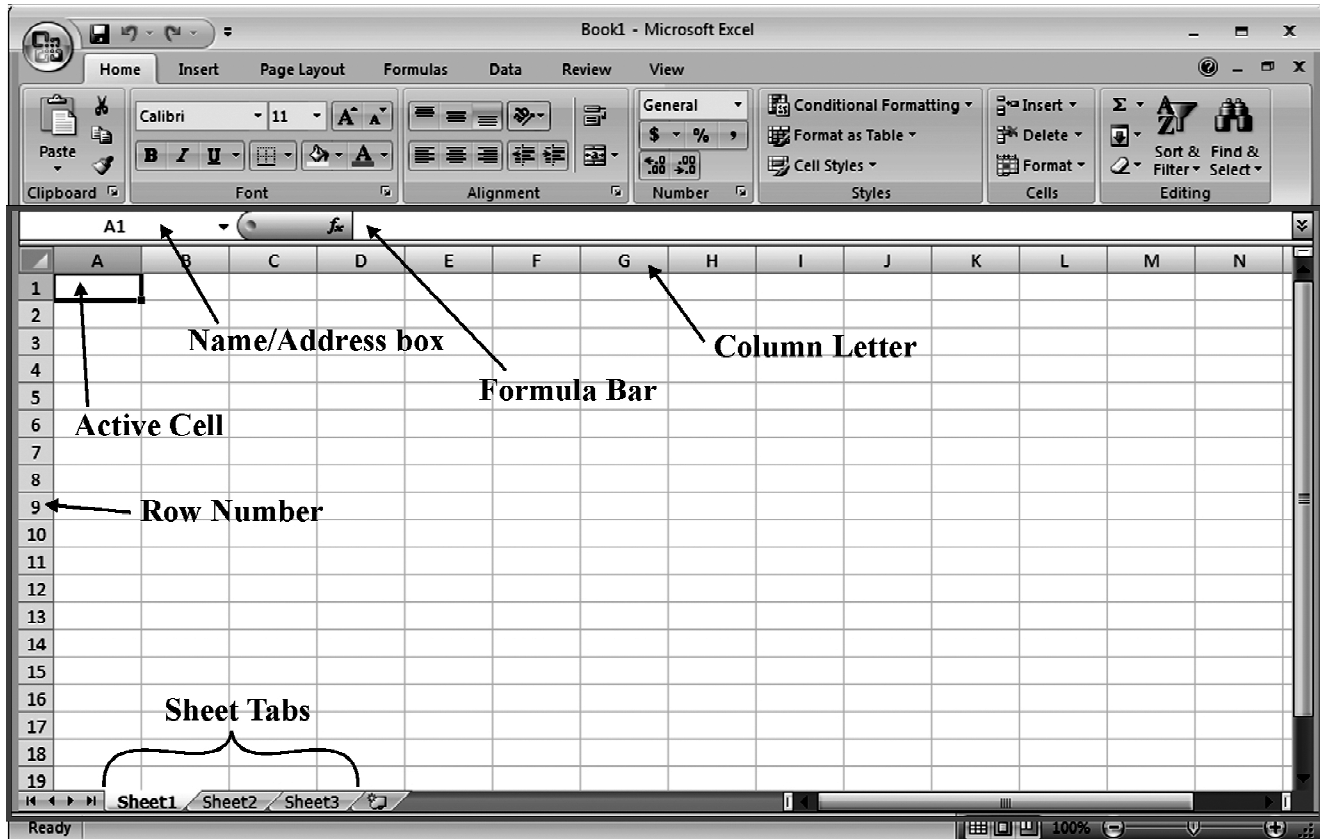 Book1 - Microsoft Excel
Home Insert Page Layout Formulas Data Review View
Calibri 11 General Conditional Formatting Insert Σ
$ % , Format as Table Delete
Paste B I U A Cell Styles Format Sort & Filter Find & Select
Clipboard Font Alignment Number Styles Cells Editing
A1 fx
A B C D E F G H I J K L M N
1
2
Name/Address box
3
Column Letter
4
Formula Bar
5
6
Active Cell
7
8
9
Row Number
10
11
12
13
14
15
16
Sheet Tabs
17
18
19
Sheet1 Sheet2 Sheet3
Ready 100%